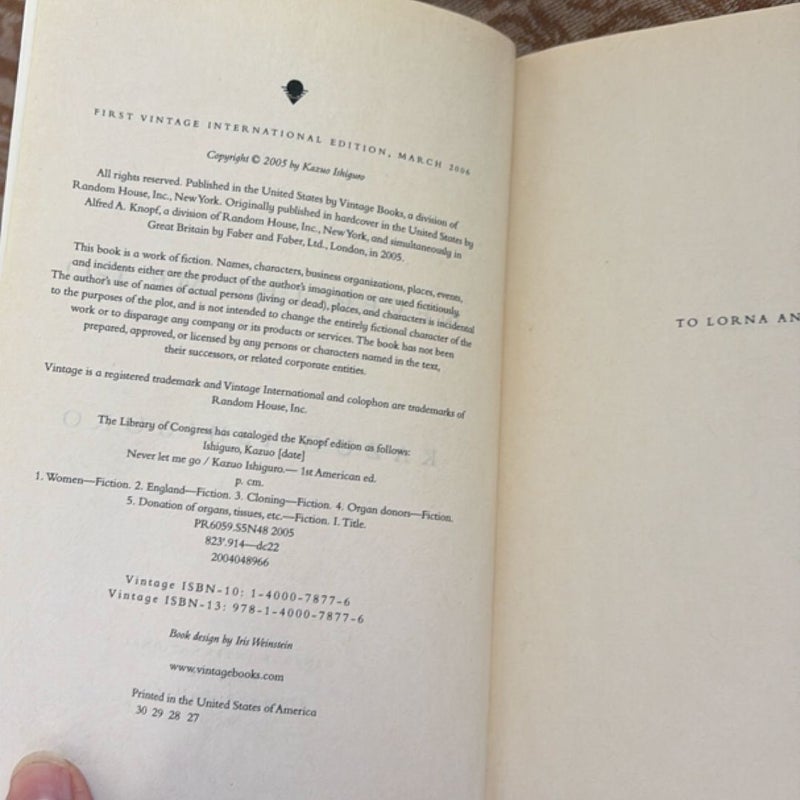 FIRST VINTAGE INTERNATIONAL EDITION, MARCH 2006
Copyright © 2005 by Kazuo Ishiguro
All rights reserved. Published in the United States by Vintage Books, a division of
Random House, Inc., New York. Originally published in hardcover in the United States by
Alfred A. Knopf, a division of Random House, Inc., New York, and simultaneously in
Great Britain by Faber and Faber, Ltd., London, in 2005.
This book is a work of fiction. Names, characters, business organizations, places, events,
and incidents either are the product of the author's imagination or are used fictitiously.
The author's use of names of actual persons (living or dead), places, and characters is incidental
to the purposes of the plot, and is not intended to change the entirely fictional character of the
work or to disparage any company or its products or services. The book has not been
prepared, approved, or licensed by any persons or characters named in the text,
their successors, or related corporate entities.
Vintage is a registered trademark and Vintage International and colophon are trademarks of
Random House, Inc.
The Library of Congress has cataloged the Knopf edition as follows:
Ishiguro, Kazuo [date]
Never let me go / Kazuo Ishiguro.— 1st American ed.
p. cm.
1. Women—Fiction. 2. England—Fiction. 3. Cloning—Fiction. 4. Organ donors—Fiction.
5. Donation of organs, tissues, etc.—Fiction. I. Title.
PR6059.S5N48 2005
823'.914—dc22
2004048966
Vintage ISBN-10: 1-4000-7877-6
Vintage ISBN-13: 978-1-4000-7877-6
Book design by Iris Weinstein
www.vintagebooks.com
Printed in the United States of America
30 29 28 27
TO LORNA AN